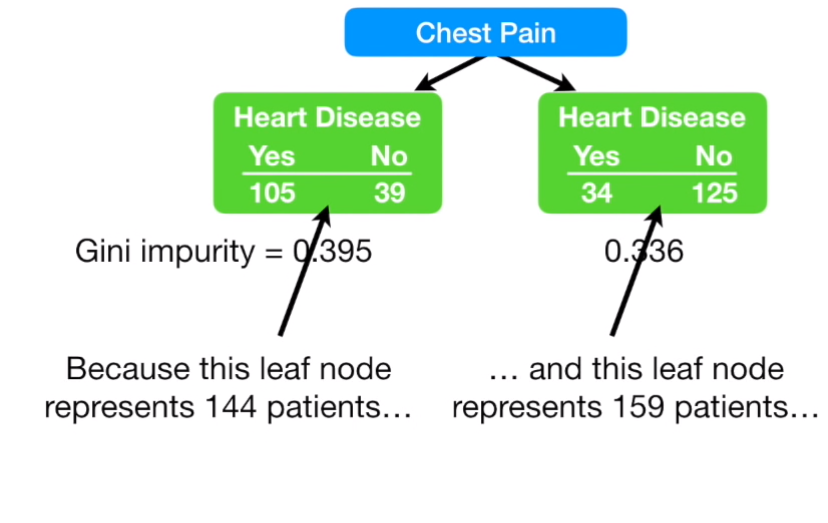 Chest Pain
Heart Disease Heart Disease
Yes No Yes No
105 39 34 125
Gini impurity = 0.395 0.336
Because this leaf node … and this leaf node
represents 144 patients… represents 159 patients…